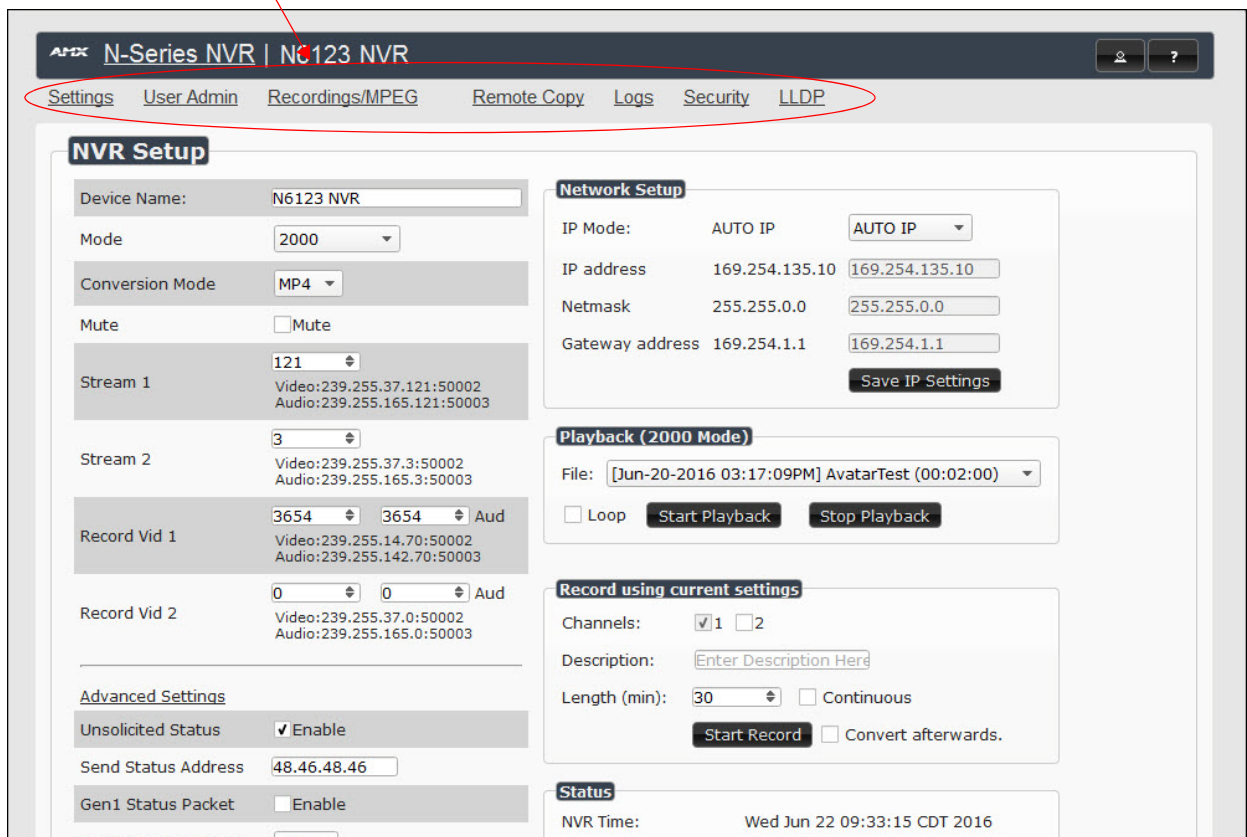 AMX N-Series NVR | N6123 NVR ?
Settings User Admin Recordings/MPEG Remote Copy Logs Security LLDP
NVR Setup
Device Name: N6123 NVR
Mode 2000
Conversion Mode MP4
Mute Mute
Stream 1 121
Video:239.255.37.121:50002
Audio:239.255.165.121:50003
Stream 2 3
Video:239.255.37.3:50002
Audio:239.255.165.3:50003
Record Vid 1 3654 3654 Aud
Video:239.255.14.70:50002
Audio:239.255.142.70:50003
Record Vid 2 0 0 Aud
Video:239.255.37.0:50002
Audio:239.255.165.0:50003
Advanced Settings
Unsolicited Status Enable
Send Status Address 48.46.48.46
Gen1 Status Packet Enable
Network Setup
IP Mode: AUTO IP AUTO IP
IP address 169.254.135.10 169.254.135.10
Netmask 255.255.0.0 255.255.0.0
Gateway address 169.254.1.1 169.254.1.1
Save IP Settings
Playback (2000 Mode)
File: [Jun-20-2016 03:17:09PM] AvatarTest (00:02:00)
Loop Start Playback Stop Playback
Record using current settings
Channels: 1 2
Description: Enter Description Here
Length (min): 30 Continuous
Start Record Convert afterwards.
Status
NVR Time: Wed Jun 22 09:33:15 CDT 2016